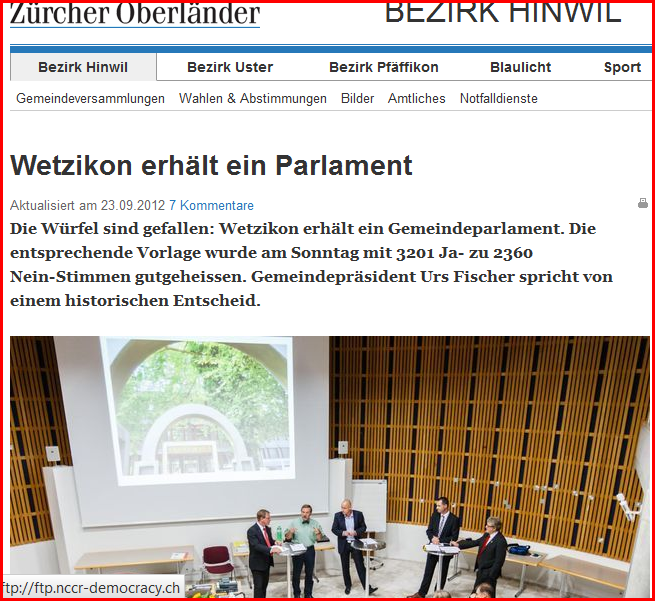 Zürcher Oberländer
BEZIRK HINWIL
Bezirk Hinwil Bezirk Uster Bezirk Pfäffikon Blaulicht Sport
Gemeindeversammlungen Wahlen & Abstimmungen Bilder Amtliches Notfalldienste
Wetzikon erhält ein Parlament
Aktualisiert am 23.09.2012 7 Kommentare
Die Würfel sind gefallen: Wetzikon erhält ein Gemeindeparlament. Die
entsprechende Vorlage wurde am Sonntag mit 3201 Ja- zu 2360
Nein-Stimmen gutgeheissen. Gemeindepräsident Urs Fischer spricht von
einem historischen Entscheid.
ftp://ftp.nccr-democracy.ch